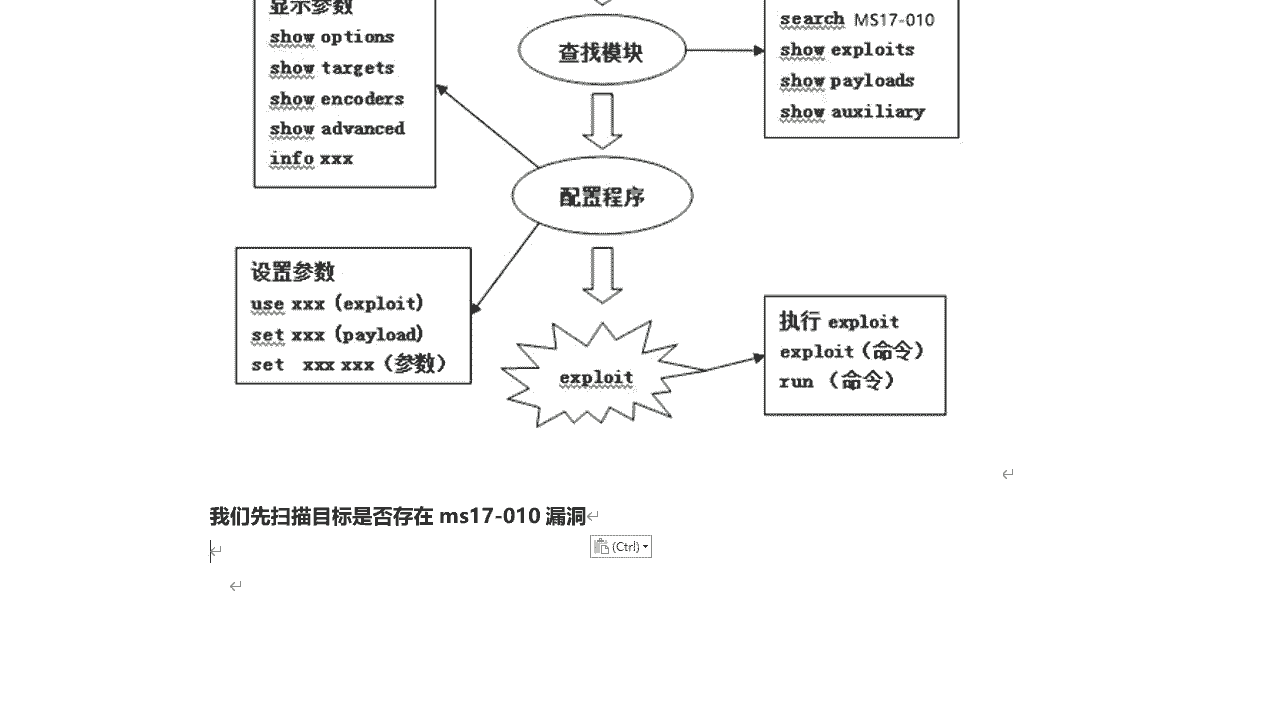 显示参数
show options
show targets
show encoders
show advanced
info xxx
查找模块
search MS17-010
show exploits
show payloads
show auxiliary
配置程序
设置参数
use xxx (exploit)
set xxx (payload)
set xxx xxx（参数）
exploit
执行 exploit
exploit（命令）
run （命令）
我们先扫描目标是否存在 ms17-010 漏洞
(Ctrl)